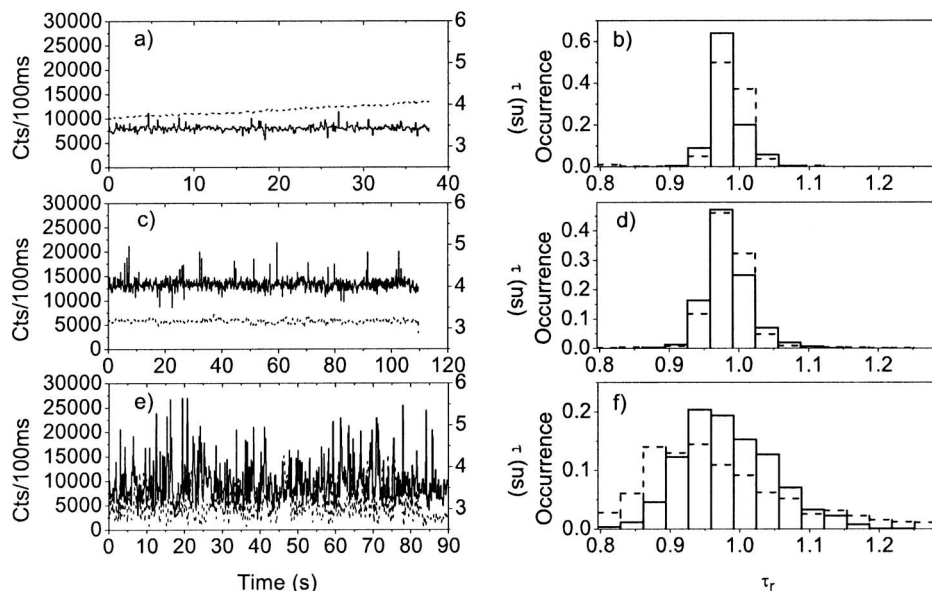 a)
Cts/100ms
30000
25000
20000
15000
10000
5000
0
0 10 20 30 40
6
5
4
3
τ (ns)
b)
Occurrence
0.6
0.4
0.2
0.0
0.8 0.9 1.0 1.1 1.2
c)
Cts/100ms
30000
25000
20000
15000
10000
5000
0
0 20 40 60 80 100 120
6
5
4
3
τ (ns)
d)
Occurrence
0.5
0.4
0.3
0.2
0.1
0.0
0.8 0.9 1.0 1.1 1.2
e)
Cts/100ms
30000
25000
20000
15000
10000
5000
0
0 10 20 30 40 50 60 70 80 90
Time (s)
6
5
4
3
τ (ns)
f)
Occurrence
0.2
0.1
0.0
0.8 0.9 1.0 1.1 1.2
τr